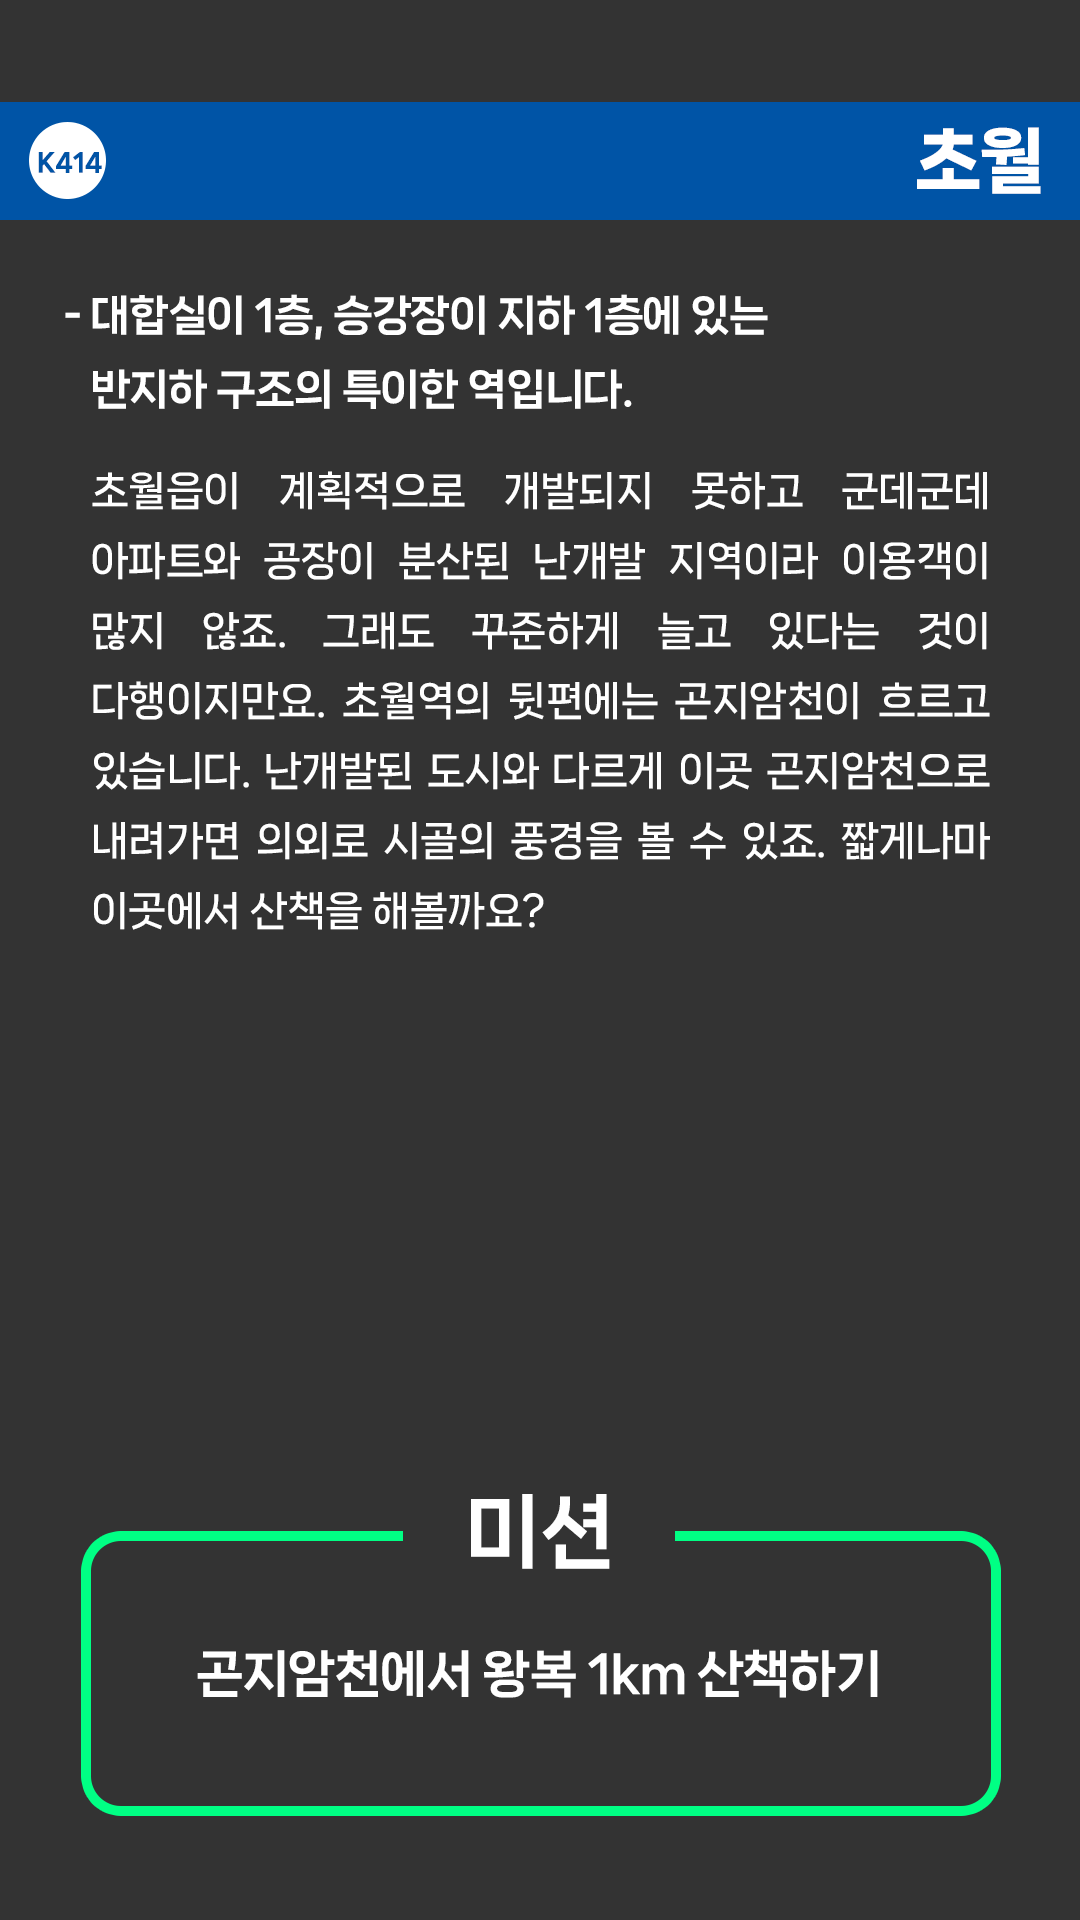 K414
초월
- 대합실이 1층, 승강장이 지하 1층에 있는
반지하 구조의 특이한 역입니다.
초월읍이 계획적으로 개발되지 못하고 군데군데
아파트와 공장이 분산된 난개발 지역이라 이용객이
많지 않죠. 그래도 꾸준하게 늘고 있다는 것이
다행이지만요. 초월역의 뒷편에는 곤지암천이 흐르고
있습니다. 난개발된 도시와 다르게 이곳 곤지암천으로
내려가면 의외로 시골의 풍경을 볼 수 있죠. 짧게나마
이곳에서 산책을 해볼까요?
미션
곤지암천에서 왕복 1km 산책하기